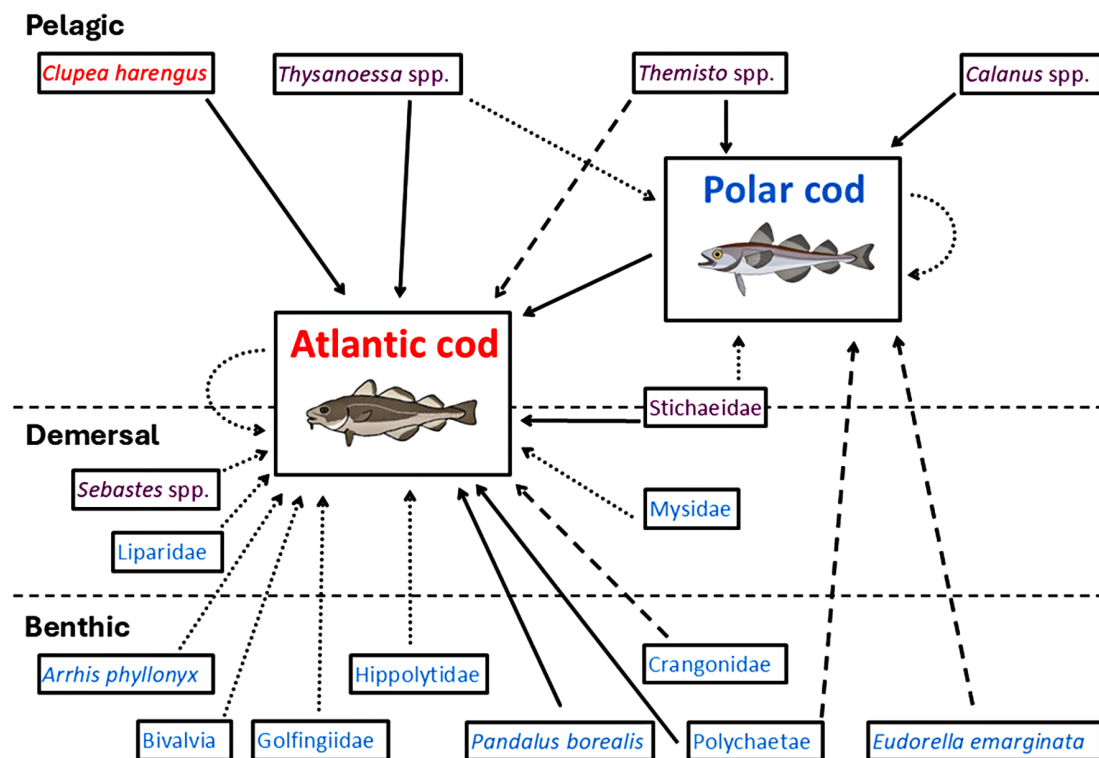 Pelagic
Clupea harengus
Thysanoessa spp.
Themisto spp.
Calanus spp.
Polar cod
Atlantic cod
Stichaeidae
Demersal
Sebastes spp.
Mysidae
Liparidae
Benthic
Arrhis phyllonyx
Hippolytidae
Crangonidae
Bivalvia
Golfingiidae
Pandalus borealis
Polychaetae
Eudorella emarginata